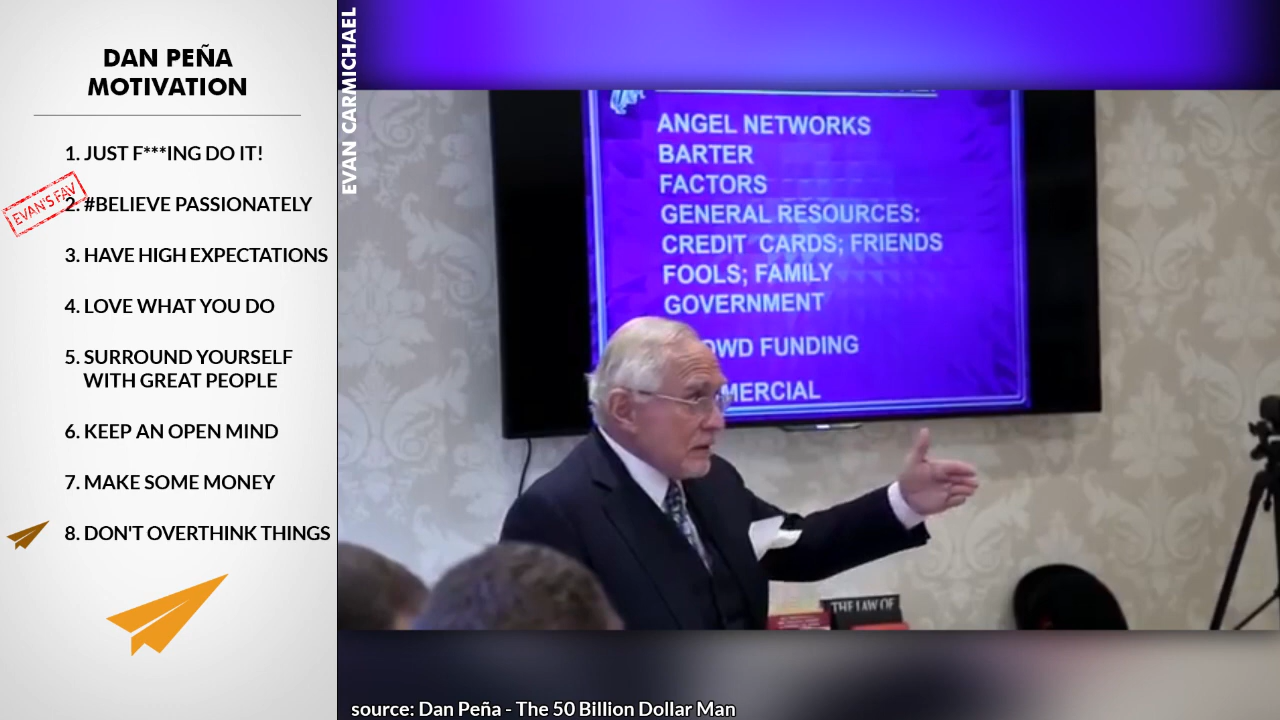 DAN PEÑA
MOTIVATION
1. JUST F***ING DO IT!
EVAN'S FAV
2. #BELIEVE PASSIONATELY
3. HAVE HIGH EXPECTATIONS
4. LOVE WHAT YOU DO
5. SURROUND YOURSELF
WITH GREAT PEOPLE
6. KEEP AN OPEN MIND
7. MAKE SOME MONEY
8. DON'T OVERTHINK THINGS
EVAN CARMICHAEL
ANGEL NETWORKS
BARTER
FACTORS
GENERAL RESOURCES:
CREDIT CARDS; FRIENDS
FOOLS; FAMILY
GOVERNMENT
OWD FUNDING
MERCIAL
THE LAW OF
source: Dan Peña - The 50 Billion Dollar Man